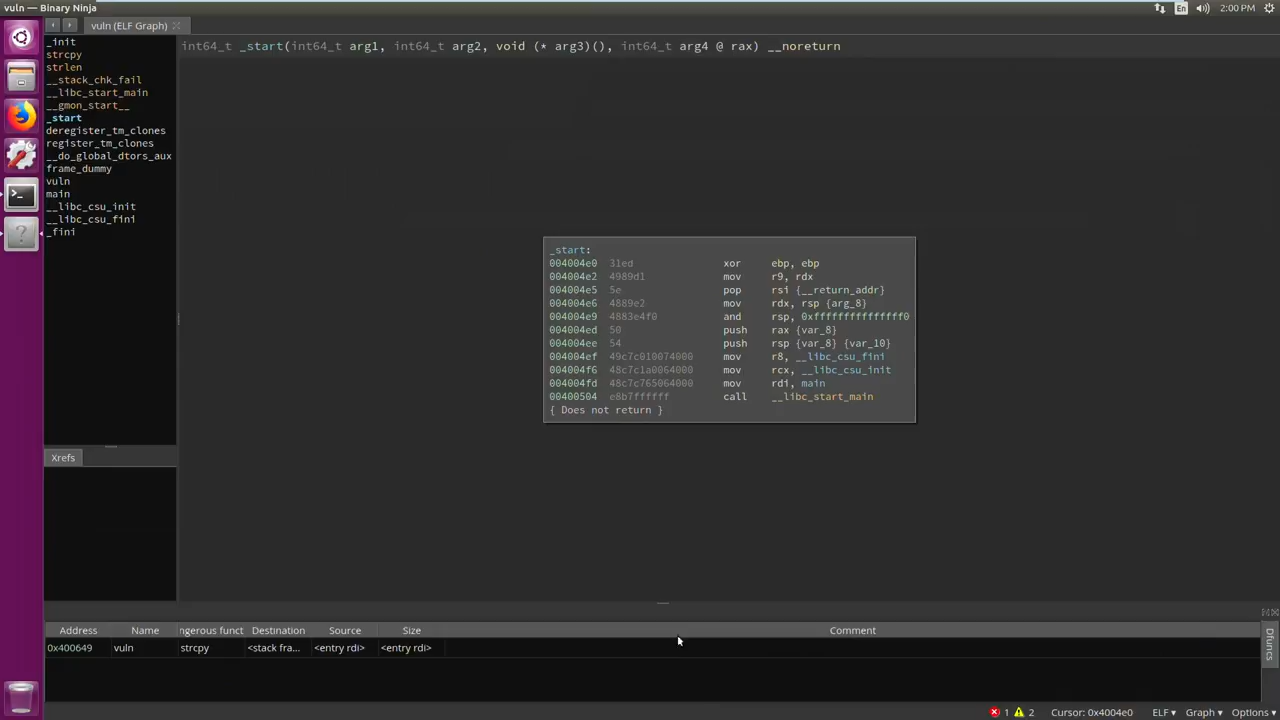 vuln — Binary Ninja
En
2:00 PM
vuln (ELF Graph)
int64_t _start(int64_t arg1, int64_t arg2, void (* arg3)(), int64_t arg4 @ rax) __noreturn
_init
strcpy
strlen
__stack_chk_fail
__libc_start_main
__gmon_start__
_start
deregister_tm_clones
register_tm_clones
__do_global_dtors_aux
frame_dummy
vuln
main
__libc_csu_init
__libc_csu_fini
_fini
_start:
004004e0 31ed xor ebp, ebp
004004e2 4989d1 mov r9, rdx
004004e5 5e pop rsi {__return_addr}
004004e6 4889e2 mov rdx, rsp {arg_8}
004004e9 4883e4f0 and rsp, 0xfffffffffffffff0
004004ed 50 push rax {var_8}
004004ee 54 push rsp {var_8} {var_10}
004004ef 49c7c010074000 mov r8, __libc_csu_fini
004004f6 48c7c1a0064000 mov rcx, __libc_csu_init
004004fd 48c7c765064000 mov rdi, main
00400504 e8b7ffffff call __libc_start_main
{ Does not return }
Xrefs
Address Name ngerous funct Destination Source Size Comment
0x400649 vuln strcpy <stack fra... <entry rdi> <entry rdi>
Dfuncs
1 2 Cursor: 0x4004e0 ELF▾ Graph▾ Options▾